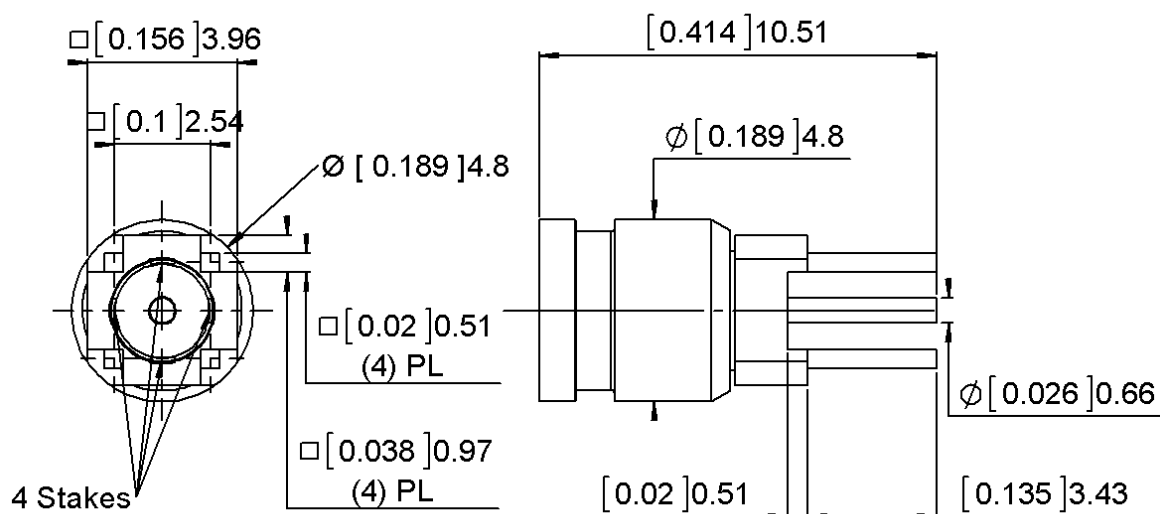 □[ 0.156 ]3.96
□[ 0.1 ]2.54
Ø [ 0.189 ]4.8
□[ 0.02 ]0.51
(4) PL
□[ 0.038 ]0.97
(4) PL
4 Stakes
[ 0.414 ]10.51
Ø[ 0.189 ]4.8
Ø[ 0.026 ]0.66
[ 0.02 ]0.51
[ 0.135 ]3.43